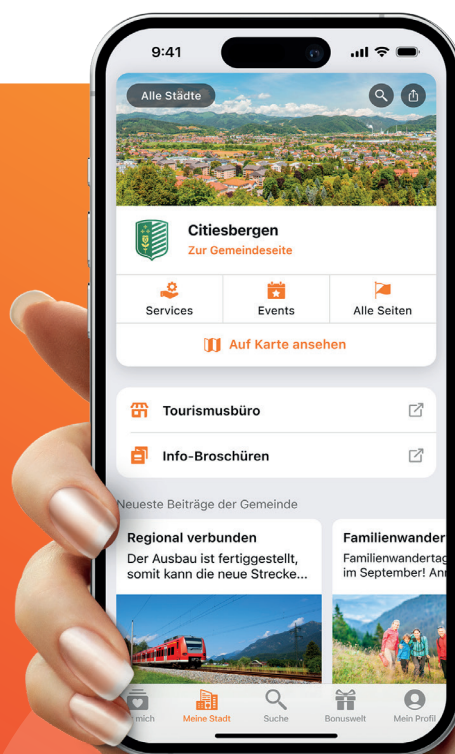 9:41
Alle Städte
Citiesbergen
Zur Gemeindeseite
Services
Events
Alle Seiten
Auf Karte ansehen
Tourismusbüro
Info-Broschüren
Neueste Beiträge der Gemeinde
Regional verbunden
Der Ausbau ist fertiggestellt,
somit kann die neue Strecke...
Familienwander
Familienwandertag
im September! An
mich
Meine Stadt
Suche
Bonuswelt
Mein Profil